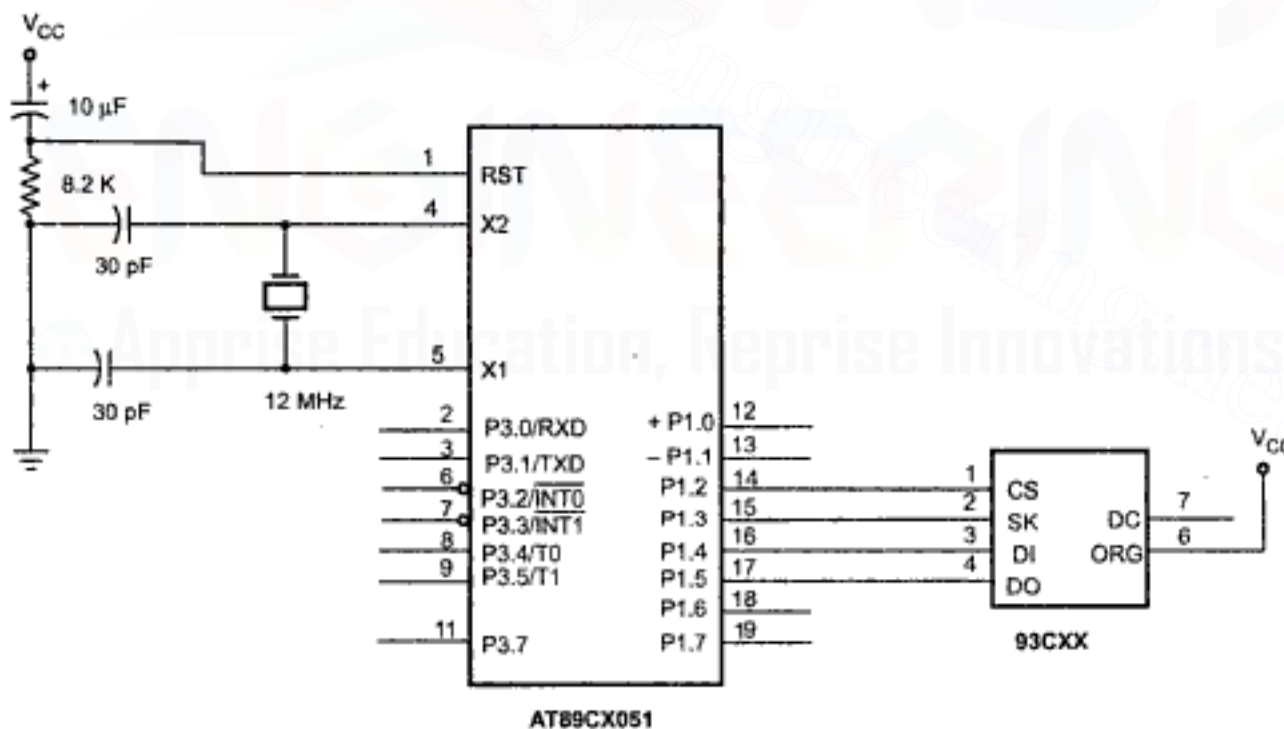 VCC
+
10 µF
8.2 K
30 pF
30 pF
12 MHz
1 RST
4 X2
5 X1
2 P3.0/RXD
3 P3.1/TXD
6 P3.2/INT0
7 P3.3/INT1
8 P3.4/T0
9 P3.5/T1
11 P3.7
+ P1.0 12
– P1.1 13
P1.2 14
P1.3 15
P1.4 16
P1.5 17
P1.6 18
P1.7 19
AT89CX051
1 CS
2 SK
3 DI
4 DO
DC 7
ORG 6
VCC
93CXX
ENGINEERING
Apprise Education, Reprise Innovations